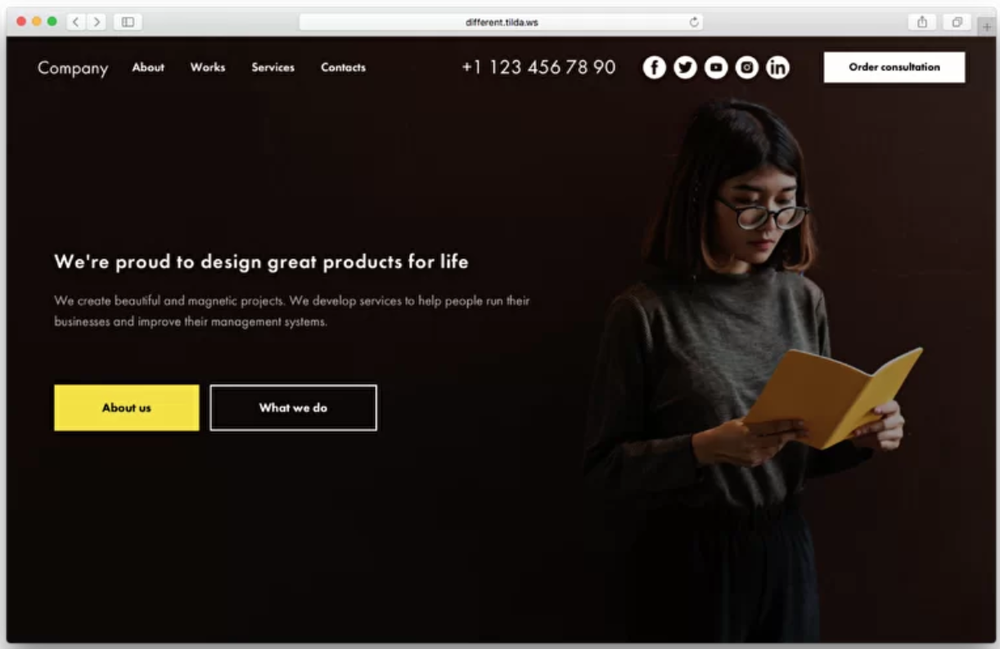 different.tilda.ws
Company About Works Services Contacts +1 123 456 78 90 Order consultation
We're proud to design great products for life
We create beautiful and magnetic projects. We develop services to help people run their
businesses and improve their management systems.
About us What we do